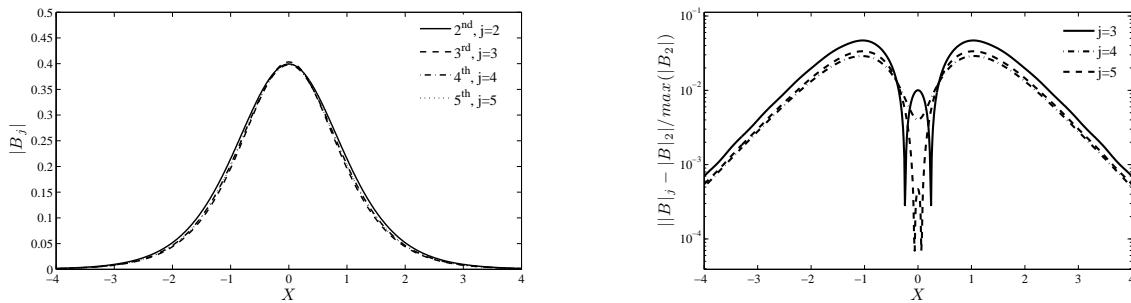 0.5
0.45
0.4
0.35
0.3
0.25
0.2
0.15
0.1
0.05
0
|B_j|
2nd, j=2
3rd, j=3
4th, j=4
5th, j=5
−4 −3 −2 −1 0 1 2 3 4
X
10^−1
10^−2
10^−3
10^−4
||B|_j − |B_2|/max(|B_2|)
j=3
j=4
j=5
−4 −3 −2 −1 0 1 2 3 4
X